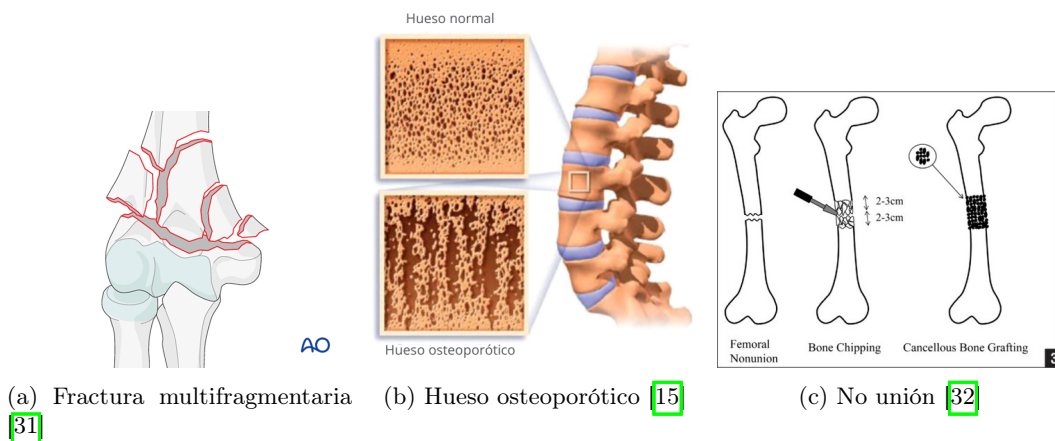 Hueso normal
Hueso osteoporótico
AO
2-3cm
2-3cm
Femoral
Nonunion
Bone Chipping
Cancellous Bone Grafting
3
(a) Fractura multifragmentaria
[31]
(b) Hueso osteoporótico [15]
(c) No unión [32]